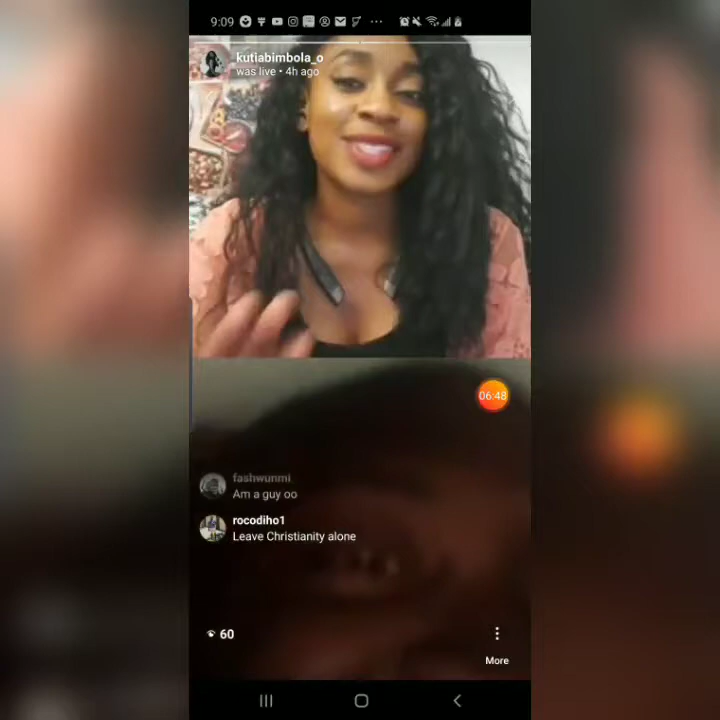 9:09
kutiabimbola_o
was live • 4h ago
06:48
fashwunmi
Am a guy oo
rocodiho1
Leave Christianity alone
60
More